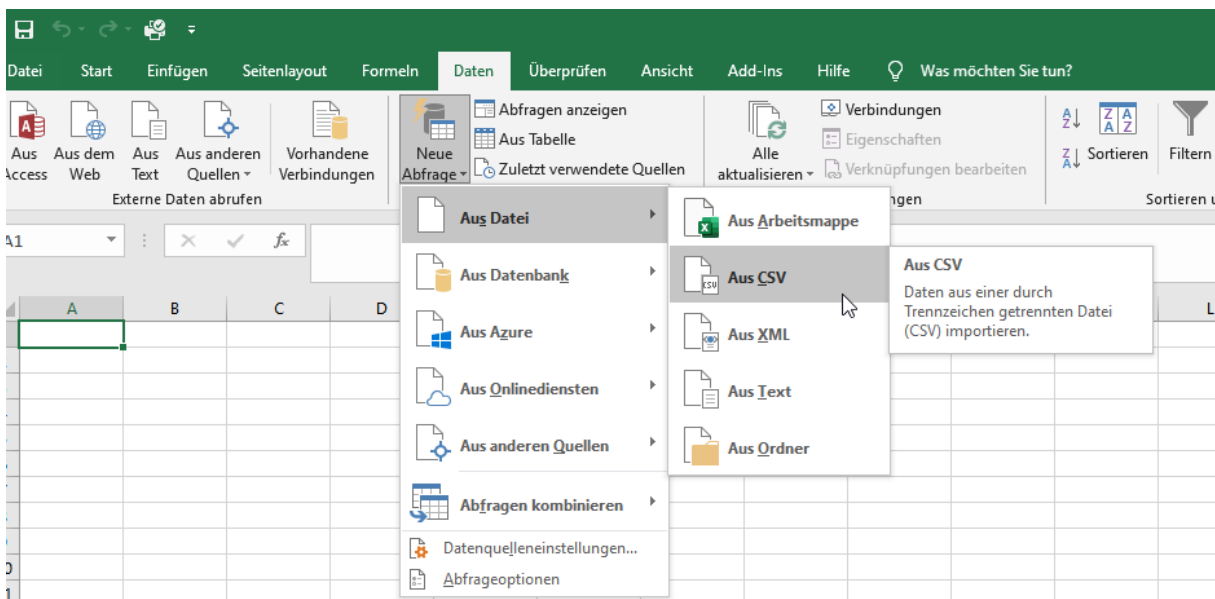 Datei Start Einfügen Seitenlayout Formeln Daten Überprüfen Ansicht Add-Ins Hilfe Was möchten Sie tun?
Aus Access
Aus dem Web
Aus Text
Aus anderen Quellen
Vorhandene Verbindungen
Externe Daten abrufen
Neue Abfrage
Abfragen anzeigen
Aus Tabelle
Zuletzt verwendete Quellen
Alle aktualisieren
Verbindungen
Eigenschaften
Verknüpfungen bearbeiten
ngen
Sortieren
Filtern
Sortieren u
A1
fx
A B C D L
Aus Datei
Aus Datenbank
Aus Azure
Aus Onlinediensten
Aus anderen Quellen
Abfragen kombinieren
Datenquelleneinstellungen...
Abfrageoptionen
Aus Arbeitsmappe
Aus CSV
Aus XML
Aus Text
Aus Ordner
Aus CSV
Daten aus einer durch
Trennzeichen getrennten Datei
(CSV) importieren.